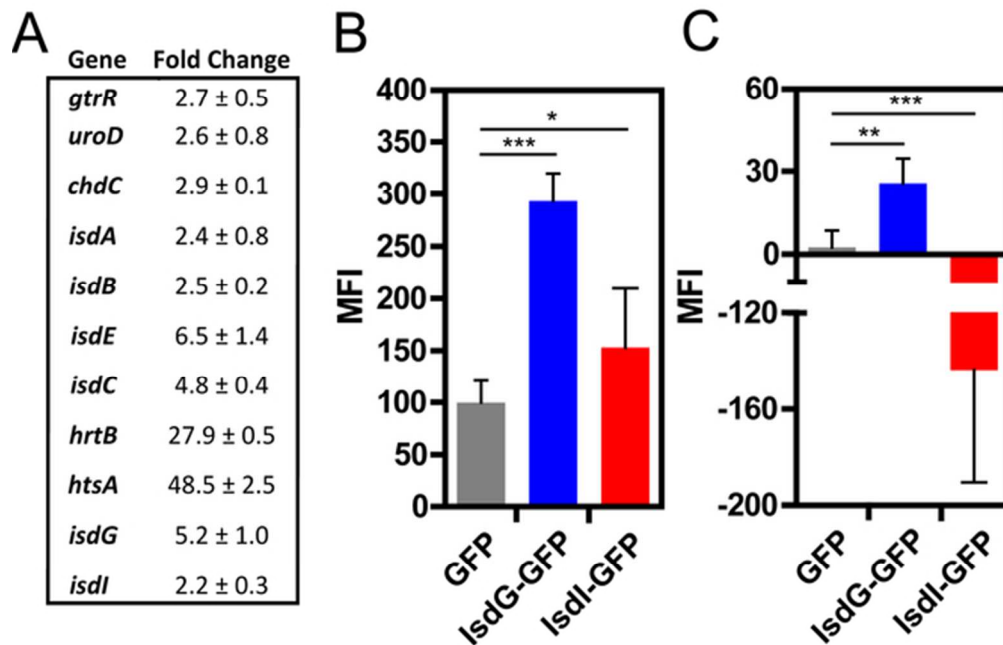 A
Gene Fold Change
gtrR 2.7 ± 0.5
uroD 2.6 ± 0.8
chdC 2.9 ± 0.1
isdA 2.4 ± 0.8
isdB 2.5 ± 0.2
isdE 6.5 ± 1.4
isdC 4.8 ± 0.4
hrtB 27.9 ± 0.5
htsA 48.5 ± 2.5
isdG 5.2 ± 1.0
isdI 2.2 ± 0.3
B
MFI
400
350
300
250
200
150
100
50
0
*
***
GFP
IsdG-GFP
IsdI-GFP
C
MFI
60
30
0
-120
-160
-200
***
**
GFP
IsdG-GFP
IsdI-GFP